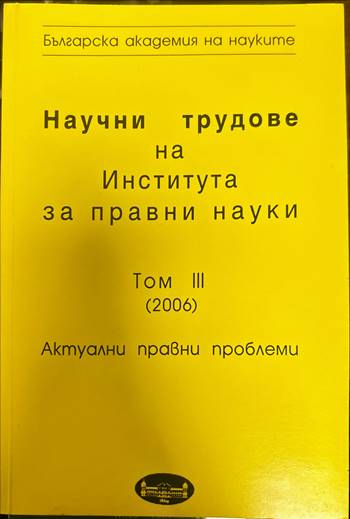 Българска академия на науките
Научни трудове
на
Института
за правни науки
Том III
(2006)
Актуални правни проблеми